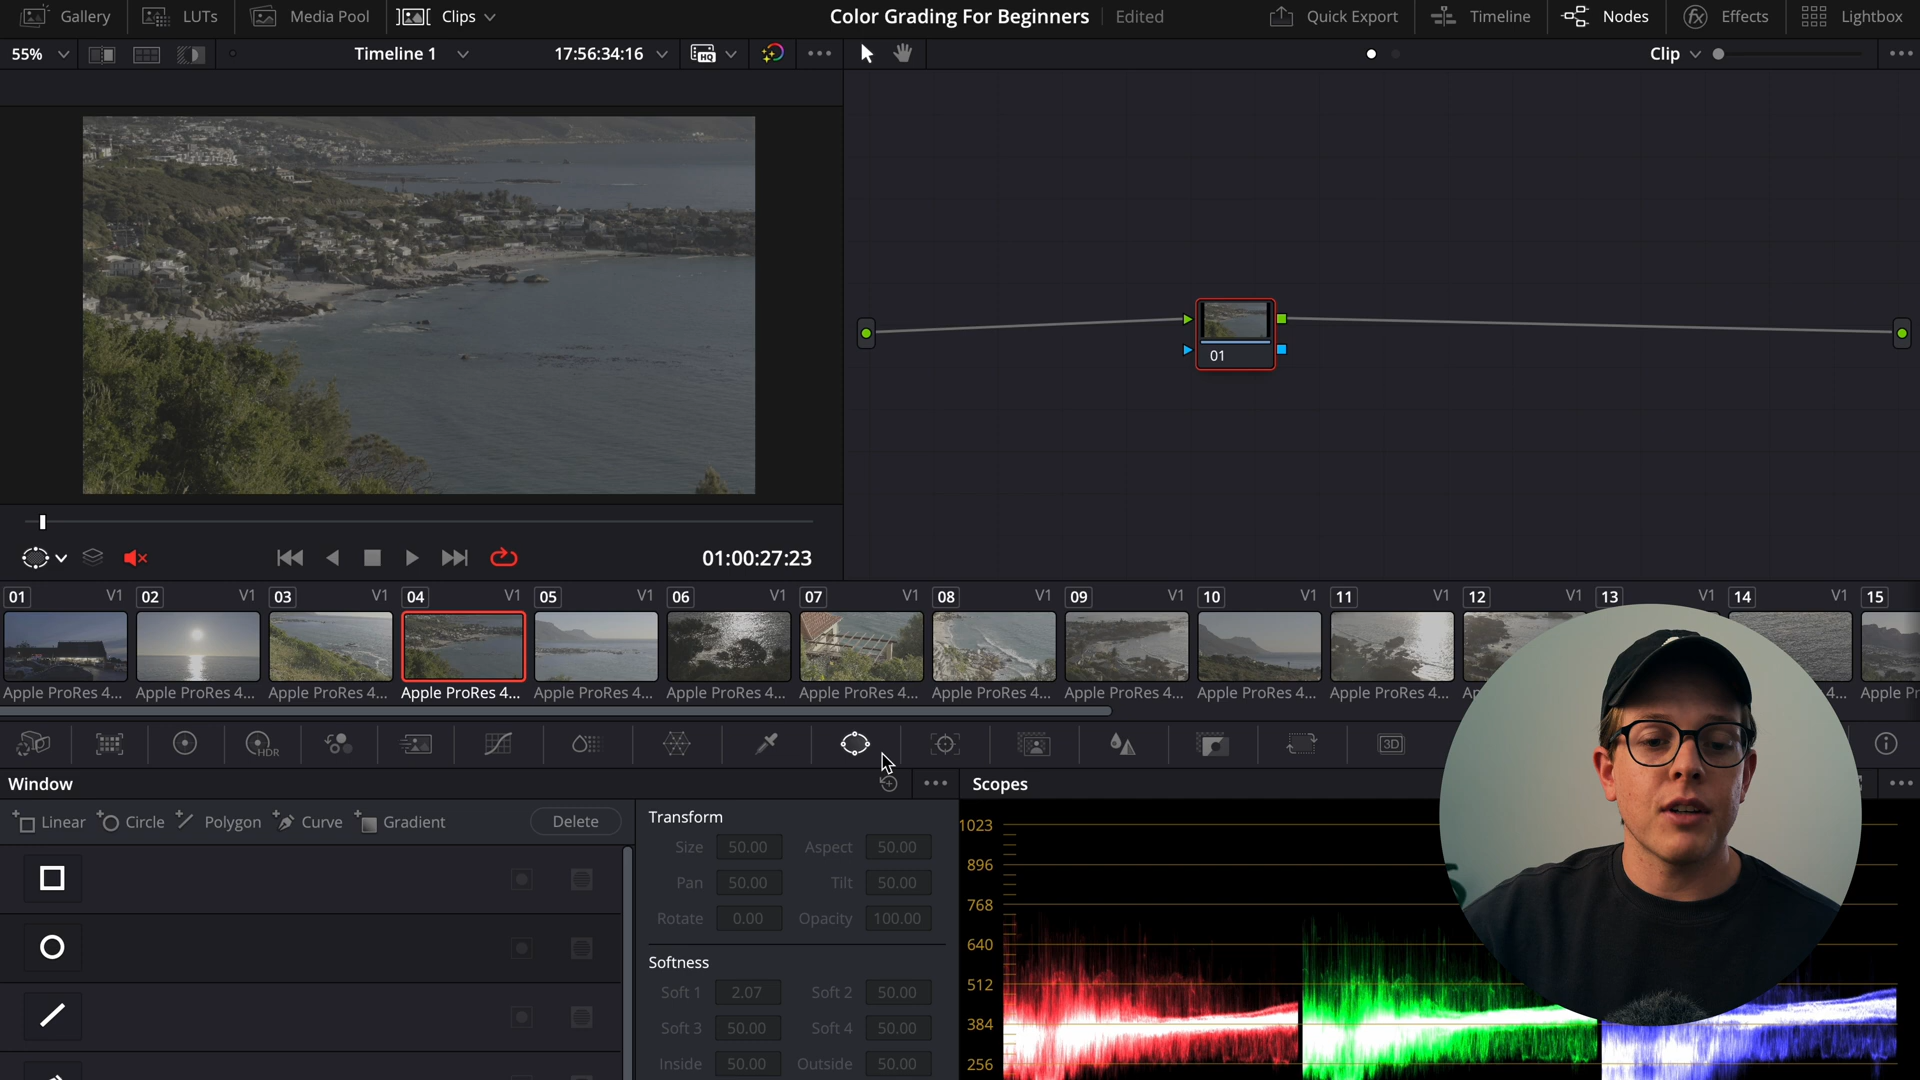 Gallery LUTs Media Pool Clips Color Grading For Beginners Edited Quick Export Timeline Nodes Effects Lightbox
55% Timeline 1 17:56:34:16 HQ Clip
01
01:00:27:23
01 V1 02 V1 03 V1 04 V1 05 V1 06 V1 07 V1 08 V1 09 V1 10 V1 11 V1 12 V1 13 V1 14 V1 15
Apple ProRes 4... Apple ProRes 4... Apple ProRes 4... Apple ProRes 4... Apple ProRes 4... Apple ProRes 4... Apple ProRes 4... Apple ProRes 4... Apple ProRes 4... Apple ProRes 4... Apple ProRes 4... Ap 4... Apple Pr
HDR 3D
Window Scopes
Linear Circle Polygon Curve Gradient Delete
Transform
Size 50.00 Aspect 50.00
Pan 50.00 Tilt 50.00
Rotate 0.00 Opacity 100.00
Softness
Soft 1 2.07 Soft 2 50.00
Soft 3 50.00 Soft 4 50.00
Inside 50.00 Outside 50.00
1023
896
768
640
512
384
256